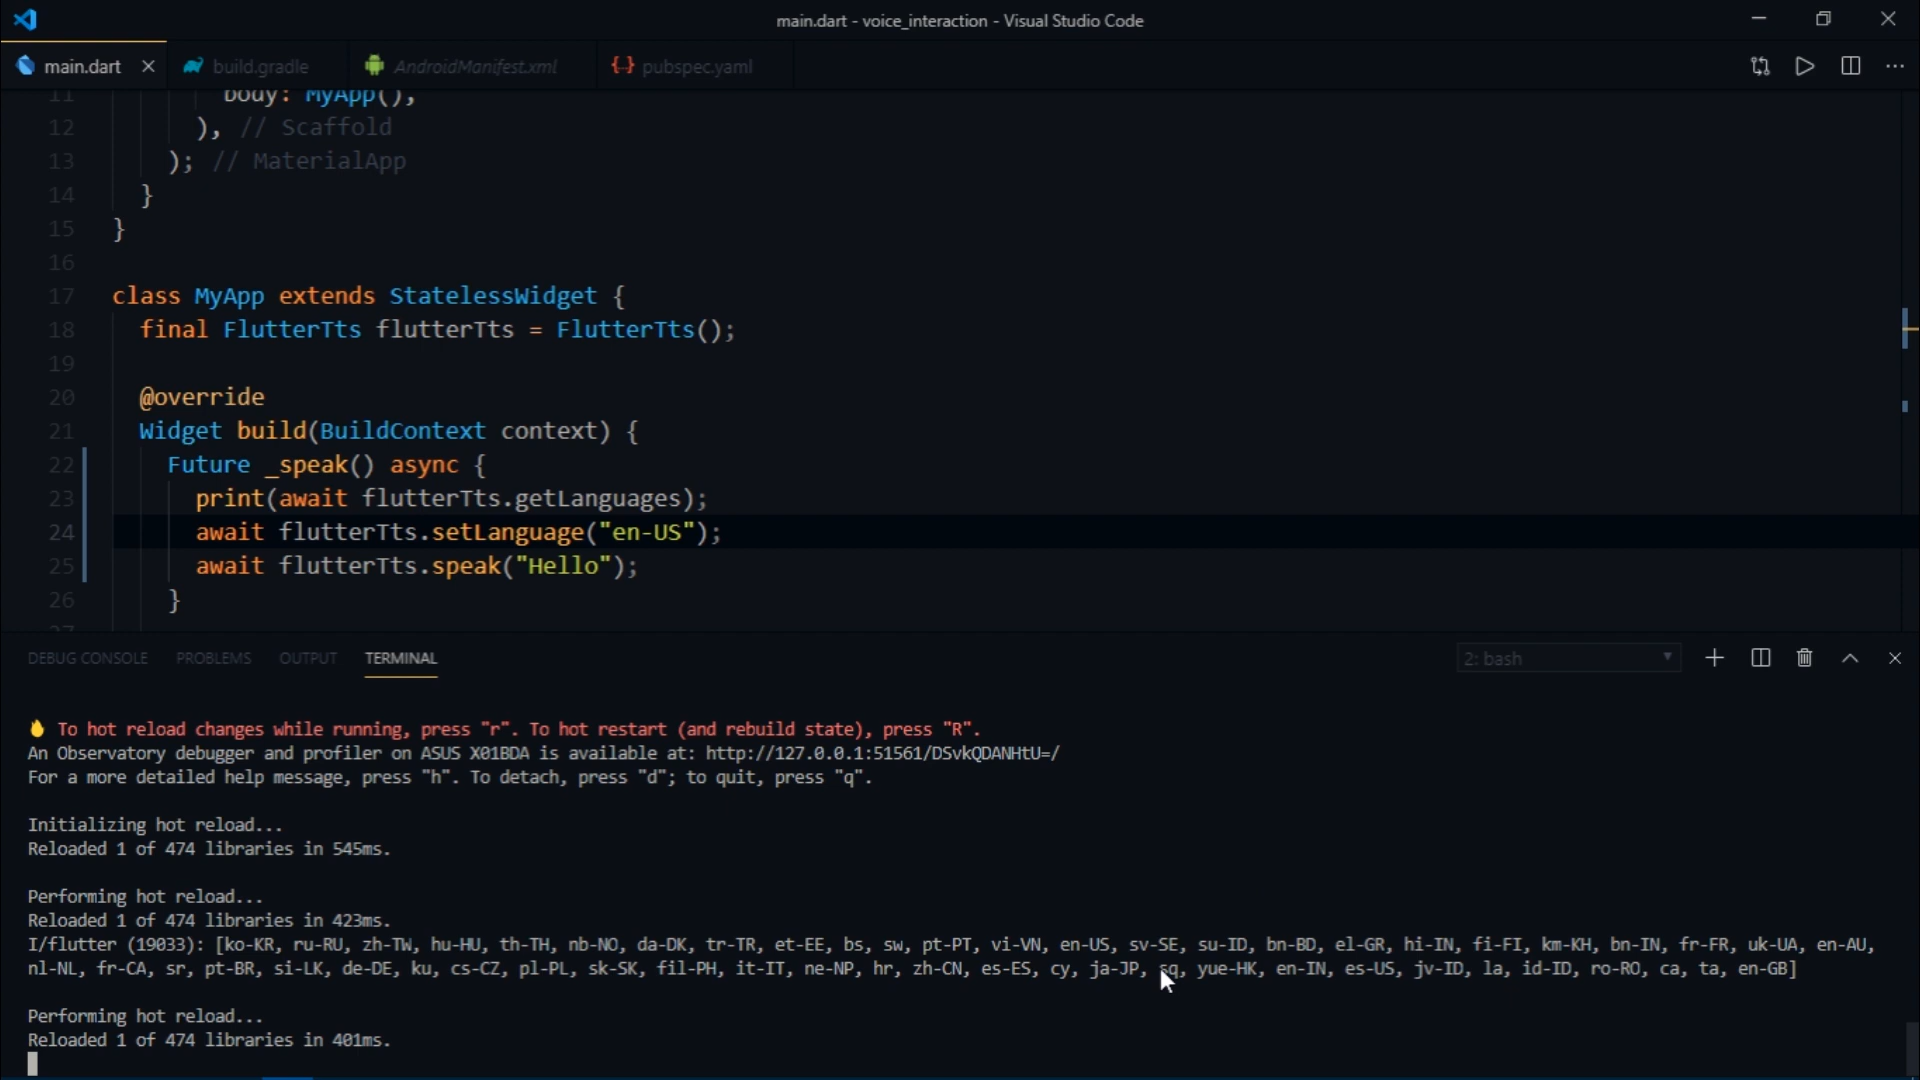 main.dart - voice_interaction - Visual Studio Code
main.dart build.gradle AndroidManifest.xml pubspec.yaml
11 body: MyApp(),
12 ), // Scaffold
13 ); // MaterialApp
14 }
15 }
16
17 class MyApp extends StatelessWidget {
18 final FlutterTts flutterTts = FlutterTts();
19
20 @override
21 Widget build(BuildContext context) {
22 Future _speak() async {
23 print(await flutterTts.getLanguages);
24 await flutterTts.setLanguage("en-US");
25 await flutterTts.speak("Hello");
26 }
27
DEBUG CONSOLE PROBLEMS OUTPUT TERMINAL 2: bash
To hot reload changes while running, press "r". To hot restart (and rebuild state), press "R".
An Observatory debugger and profiler on ASUS X01BDA is available at: http://127.0.0.1:51561/DSvkQDANHtU=/
For a more detailed help message, press "h". To detach, press "d"; to quit, press "q".
Initializing hot reload...
Reloaded 1 of 474 libraries in 545ms.
Performing hot reload...
Reloaded 1 of 474 libraries in 423ms.
I/flutter (19033): [ko-KR, ru-RU, zh-TW, hu-HU, th-TH, nb-NO, da-DK, tr-TR, et-EE, bs, sw, pt-PT, vi-VN, en-US, sv-SE, su-ID, bn-BD, el-GR, hi-IN, fi-FI, km-KH, bn-IN, fr-FR, uk-UA, en-AU,
nl-NL, fr-CA, sr, pt-BR, si-LK, de-DE, ku, cs-CZ, pl-PL, sk-SK, fil-PH, it-IT, ne-NP, hr, zh-CN, es-ES, cy, ja-JP, sq, yue-HK, en-IN, es-US, jv-ID, la, id-ID, ro-RO, ca, ta, en-GB]
Performing hot reload...
Reloaded 1 of 474 libraries in 401ms.